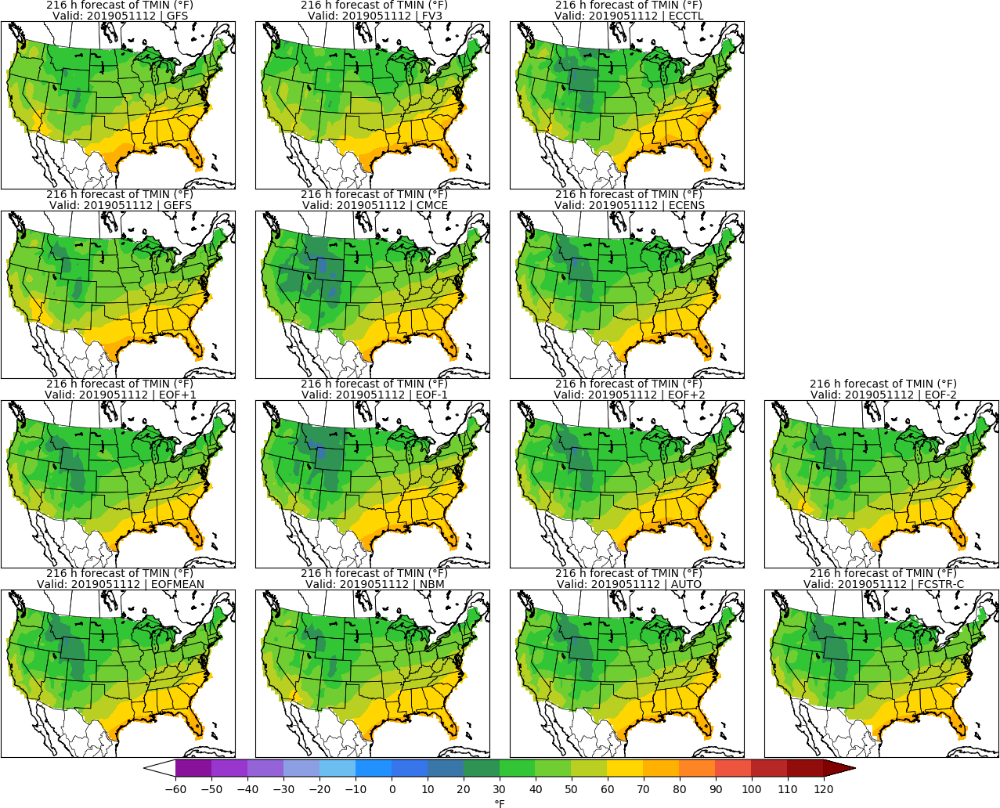 216 h forecast of TMIN (°F)
Valid: 2019051112 | GFS
216 h forecast of TMIN (°F)
Valid: 2019051112 | FV3
216 h forecast of TMIN (°F)
Valid: 2019051112 | ECCTL
216 h forecast of TMIN (°F)
Valid: 2019051112 | GEFS
216 h forecast of TMIN (°F)
Valid: 2019051112 | CMCE
216 h forecast of TMIN (°F)
Valid: 2019051112 | ECENS
216 h forecast of TMIN (°F)
Valid: 2019051112 | EOF+1
216 h forecast of TMIN (°F)
Valid: 2019051112 | EOF-1
216 h forecast of TMIN (°F)
Valid: 2019051112 | EOF+2
216 h forecast of TMIN (°F)
Valid: 2019051112 | EOF-2
216 h forecast of TMIN (°F)
Valid: 2019051112 | EOFMEAN
216 h forecast of TMIN (°F)
Valid: 2019051112 | NBM
216 h forecast of TMIN (°F)
Valid: 2019051112 | AUTO
216 h forecast of TMIN (°F)
Valid: 2019051112 | FCSTR-C
−60 −50 −40 −30 −20 −10 0 10 20 30 40 50 60 70 80 90 100 110 120
°F